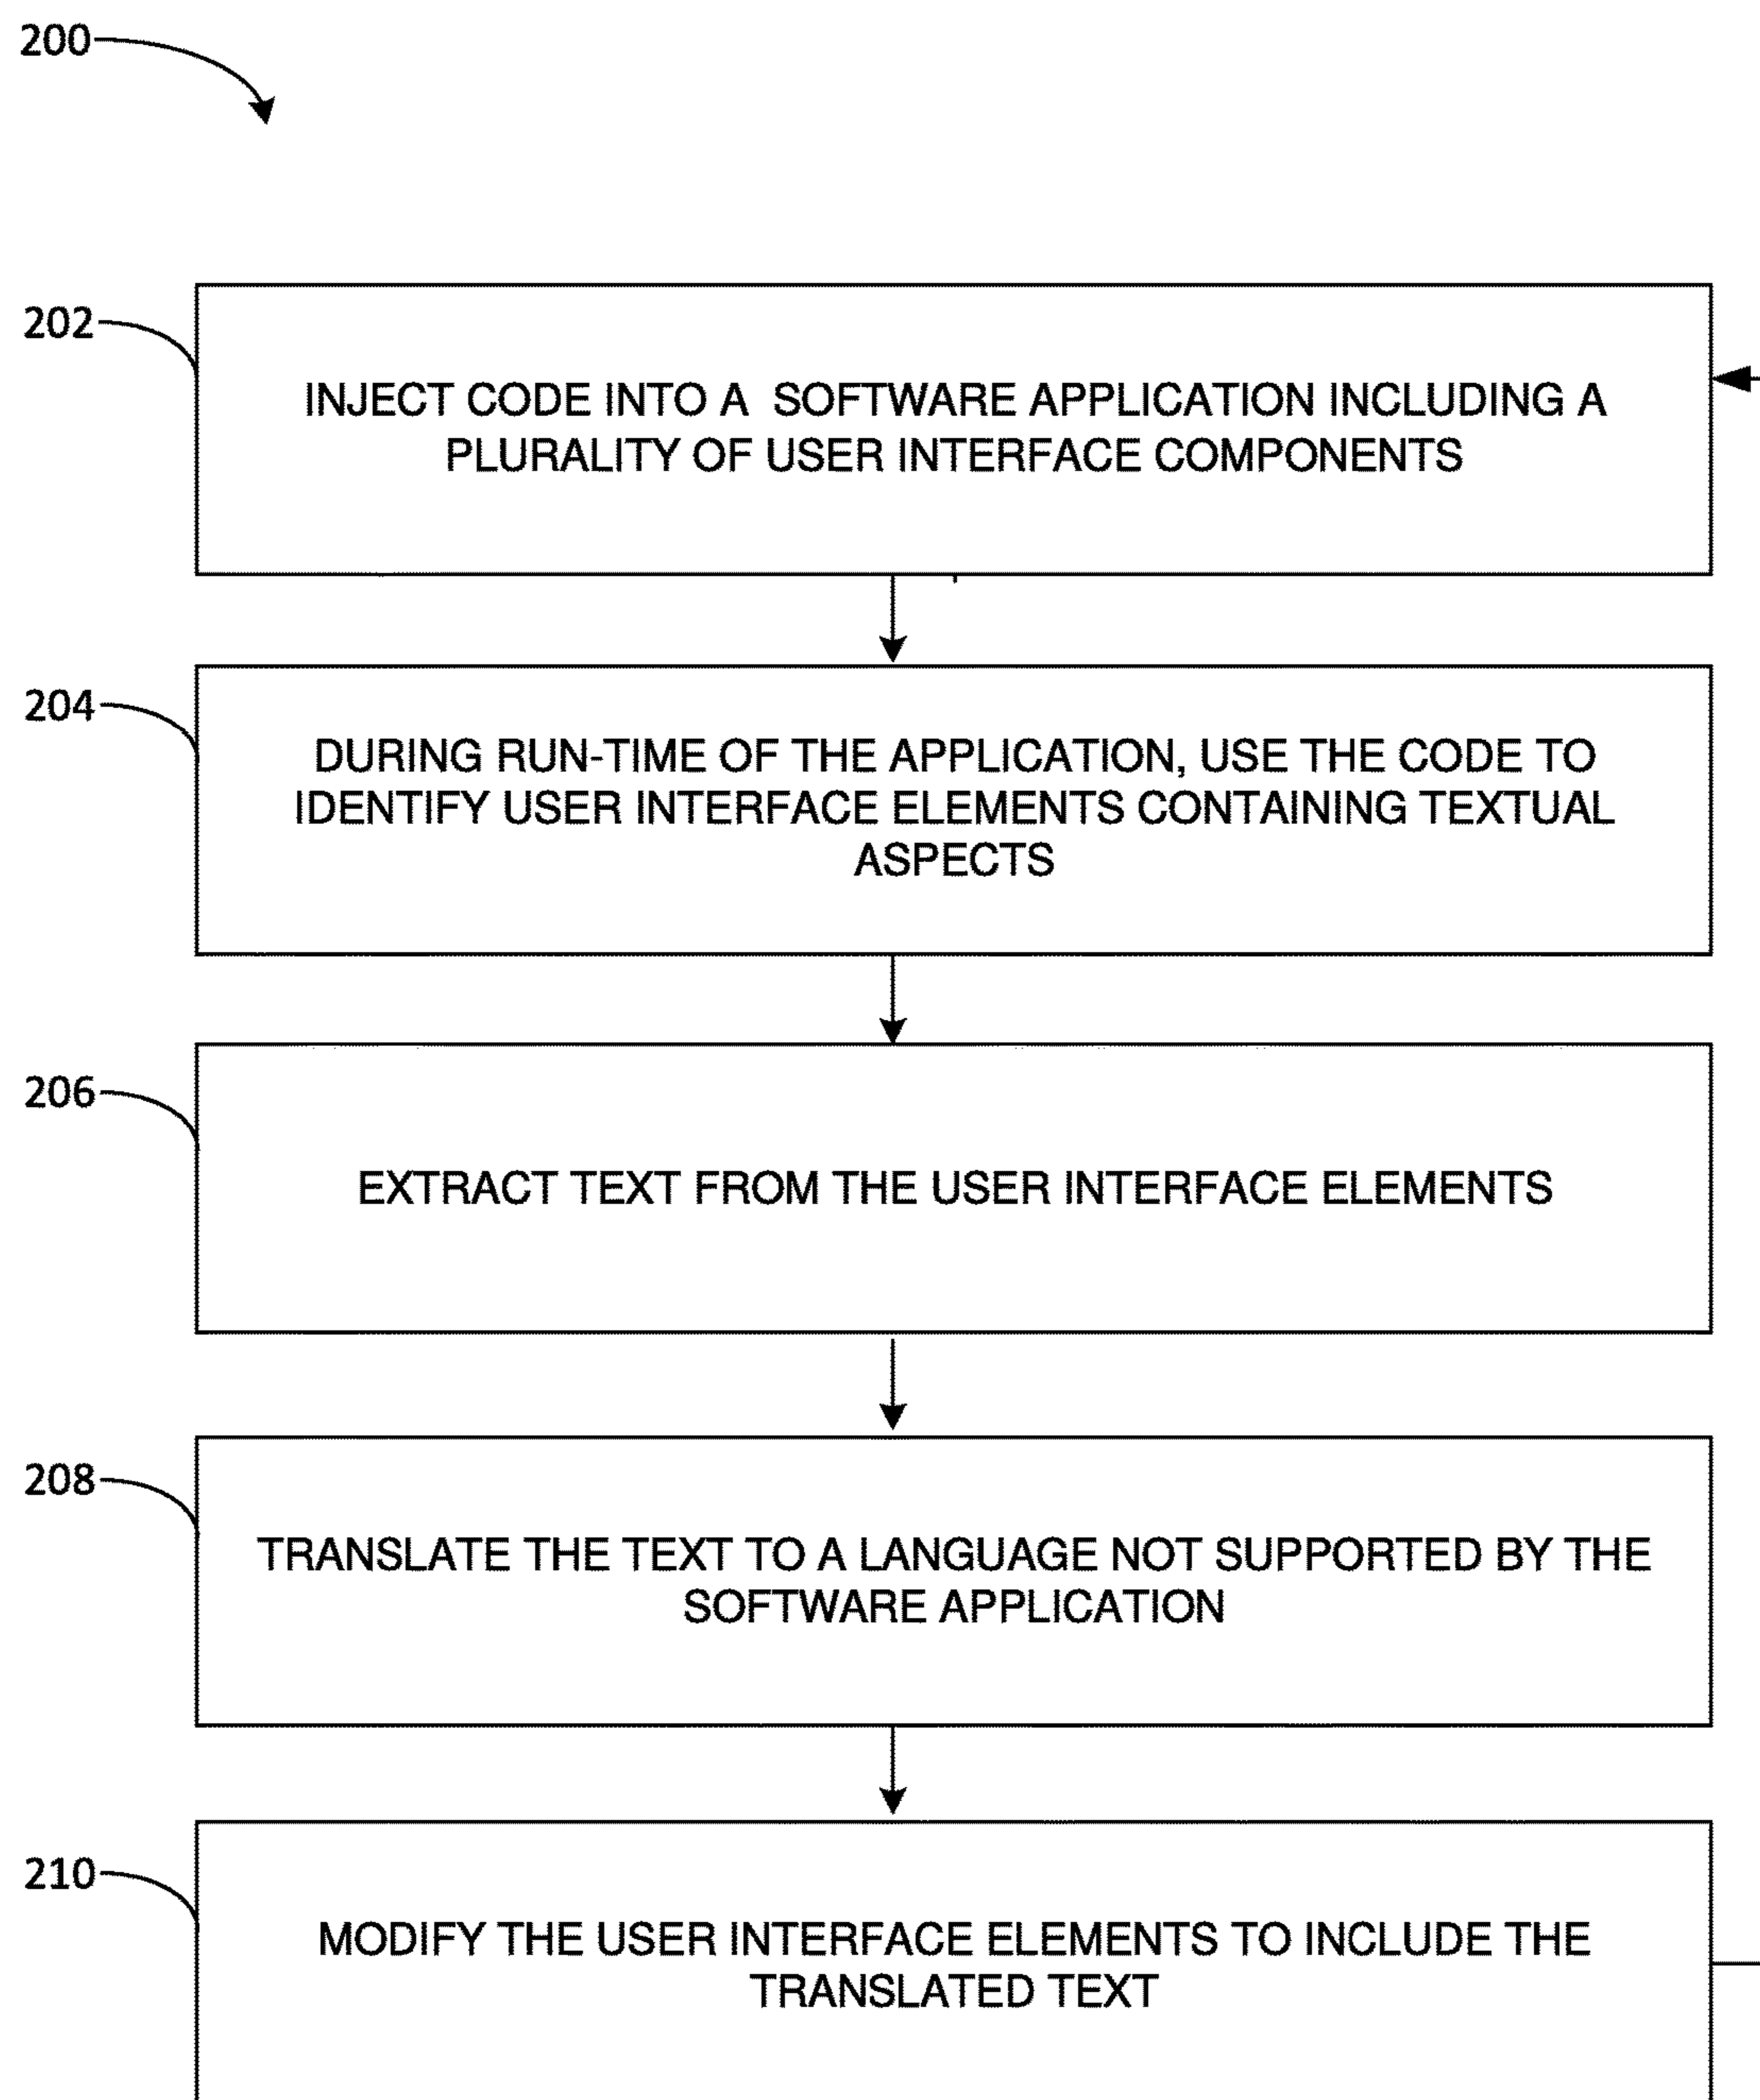 200
202
INJECT CODE INTO A SOFTWARE APPLICATION INCLUDING A
PLURALITY OF USER INTERFACE COMPONENTS
204
DURING RUN-TIME OF THE APPLICATION, USE THE CODE TO
IDENTIFY USER INTERFACE ELEMENTS CONTAINING TEXTUAL
ASPECTS
206
EXTRACT TEXT FROM THE USER INTERFACE ELEMENTS
208
TRANSLATE THE TEXT TO A LANGUAGE NOT SUPPORTED BY THE
SOFTWARE APPLICATION
210
MODIFY THE USER INTERFACE ELEMENTS TO INCLUDE THE
TRANSLATED TEXT